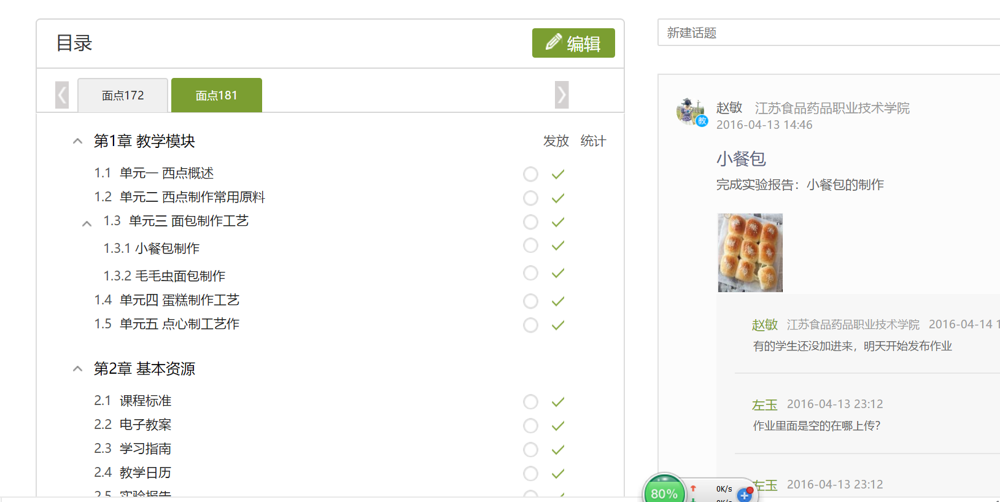 目录
编辑
面点172
面点181
第1章 教学模块
发放 统计
1.1 单元一 西点概述
1.2 单元二 西点制作常用原料
1.3 单元三 面包制作工艺
1.3.1 小餐包制作
1.3.2 毛毛虫面包制作
1.4 单元四 蛋糕制作工艺
1.5 单元五 点心制工艺作
第2章 基本资源
2.1 课程标准
2.2 电子教案
2.3 学习指南
2.4 教学日历
2.5 实验报告
新建话题
赵敏 江苏食品药品职业技术学院
教
2016-04-13 14:46
小餐包
完成实验报告：小餐包的制作
赵敏 江苏食品药品职业技术学院 2016-04-14 1
有的学生还没加进来，明天开始发布作业
左玉 2016-04-13 23:12
作业里面是空的在哪上传？
左玉 2016-04-13 23:12
80%
0K/s